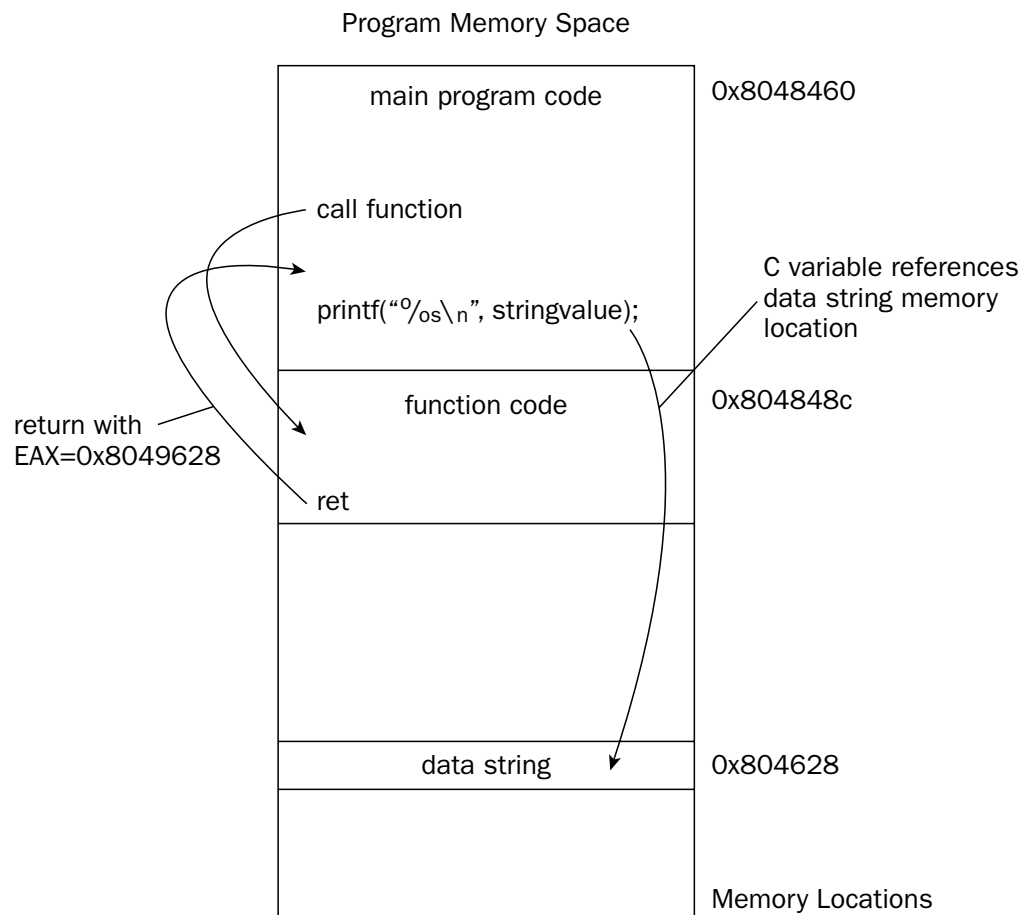 Program Memory Space
main program code
0x8048460
call function
C variable references
data string memory
location
printf(“%s\n”, stringvalue);
function code
0x804848c
return with
EAX=0x8049628
ret
data string
0x804628
Memory Locations